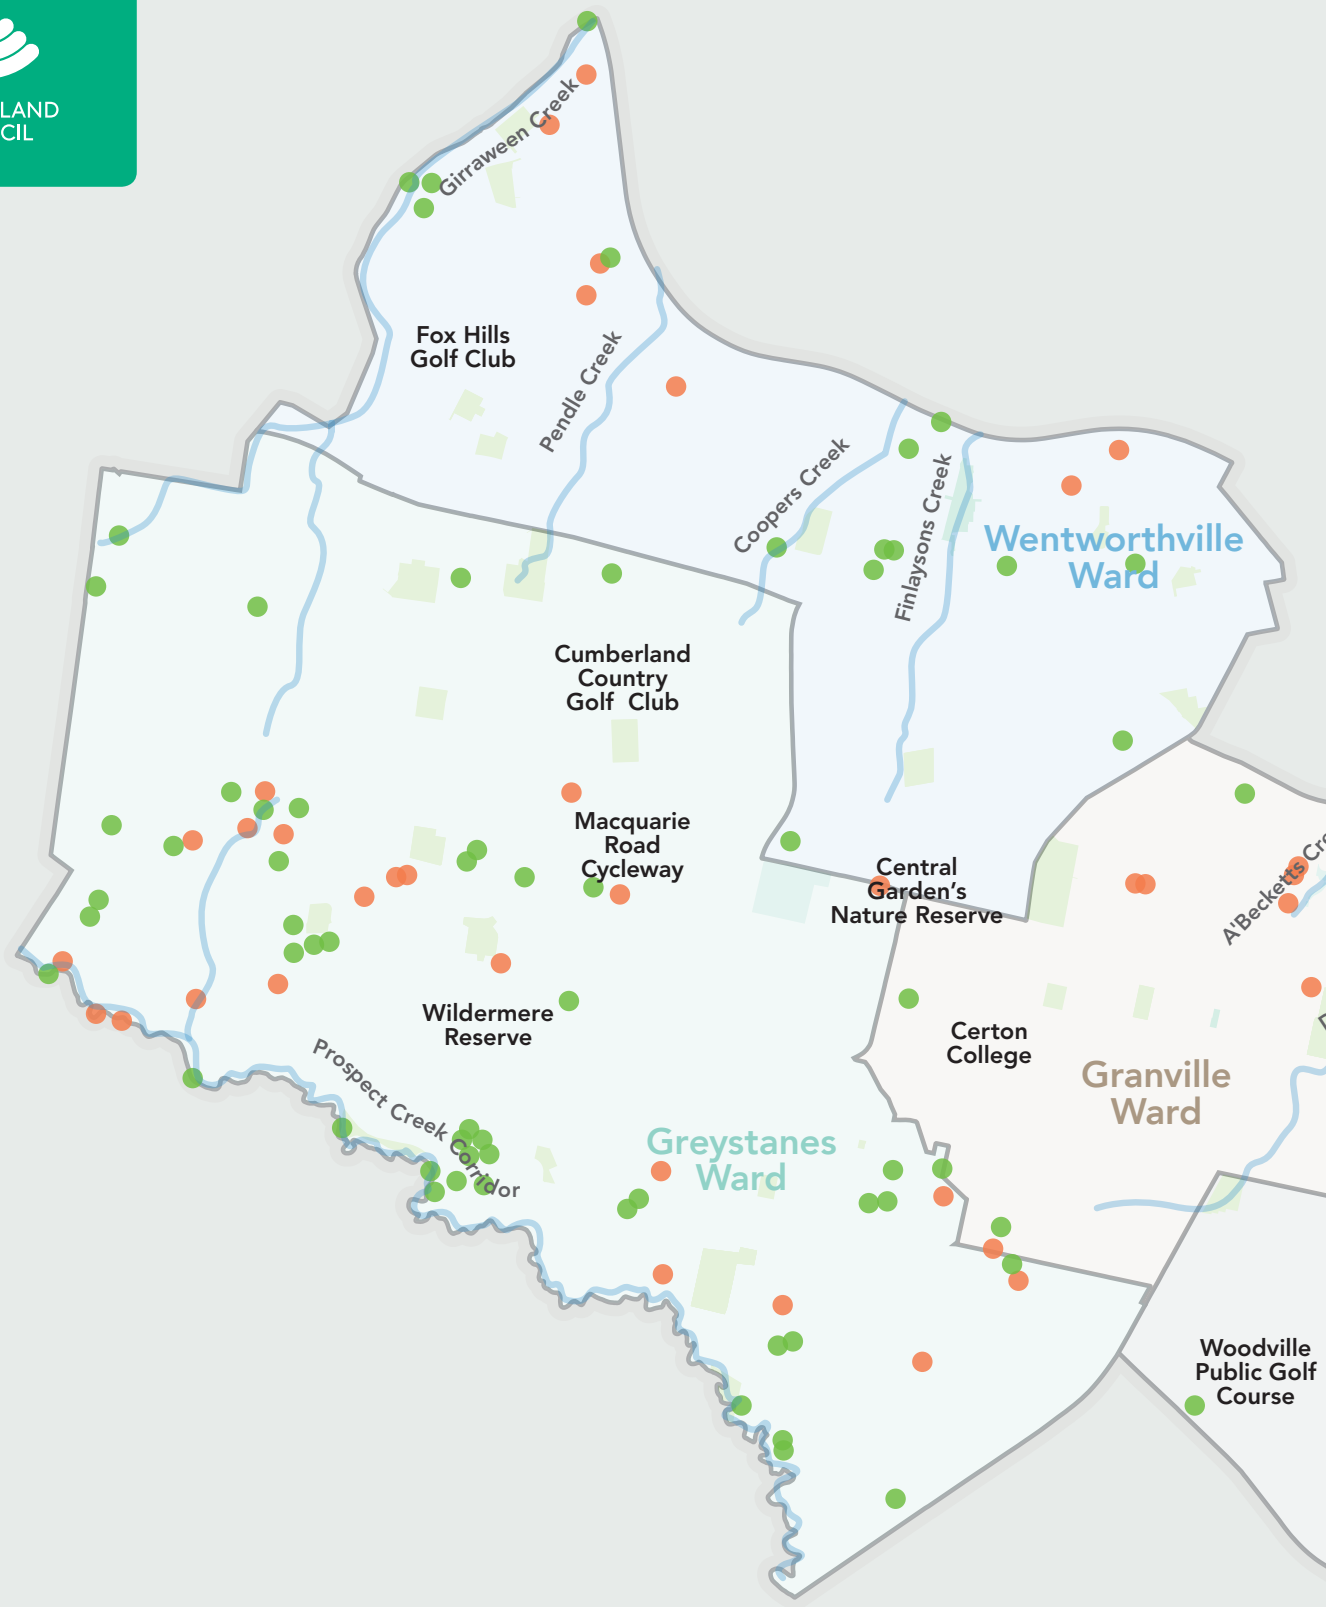 LAND
CIL
Girraween Creek
Fox Hills
Golf Club
Pendle Creek
Coopers Creek
Finlaysons Creek
Wentworthville
Ward
Cumberland
Country
Golf Club
Macquarie
Road
Cycleway
Central
Garden's
Nature Reserve
A'Becketts Cre
Wildermere
Reserve
Certon
College
Prospect Creek Corridor
Granville
Ward
Greystanes
Ward
Woodville
Public Golf
Course